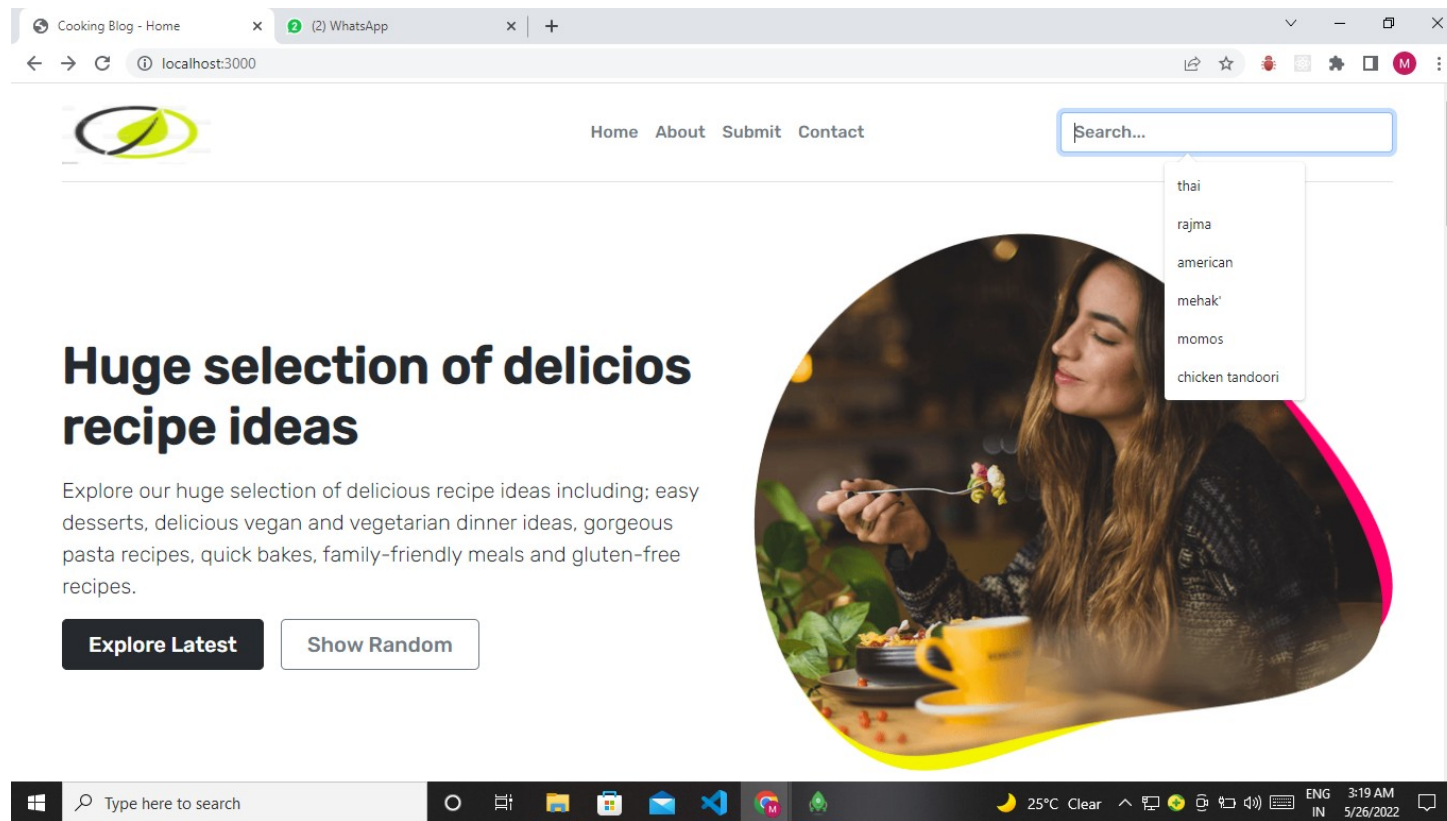 Cooking Blog - Home
2 (2) WhatsApp
localhost:3000
M
Home About Submit Contact
Search...
thai
rajma
american
mehak'
momos
chicken tandoori
Huge selection of delicios
recipe ideas
Explore our huge selection of delicious recipe ideas including; easy
desserts, delicious vegan and vegetarian dinner ideas, gorgeous
pasta recipes, quick bakes, family-friendly meals and gluten-free
recipes.
Explore Latest Show Random
Type here to search
M
25°C Clear
ENG 3:19 AM
IN 5/26/2022